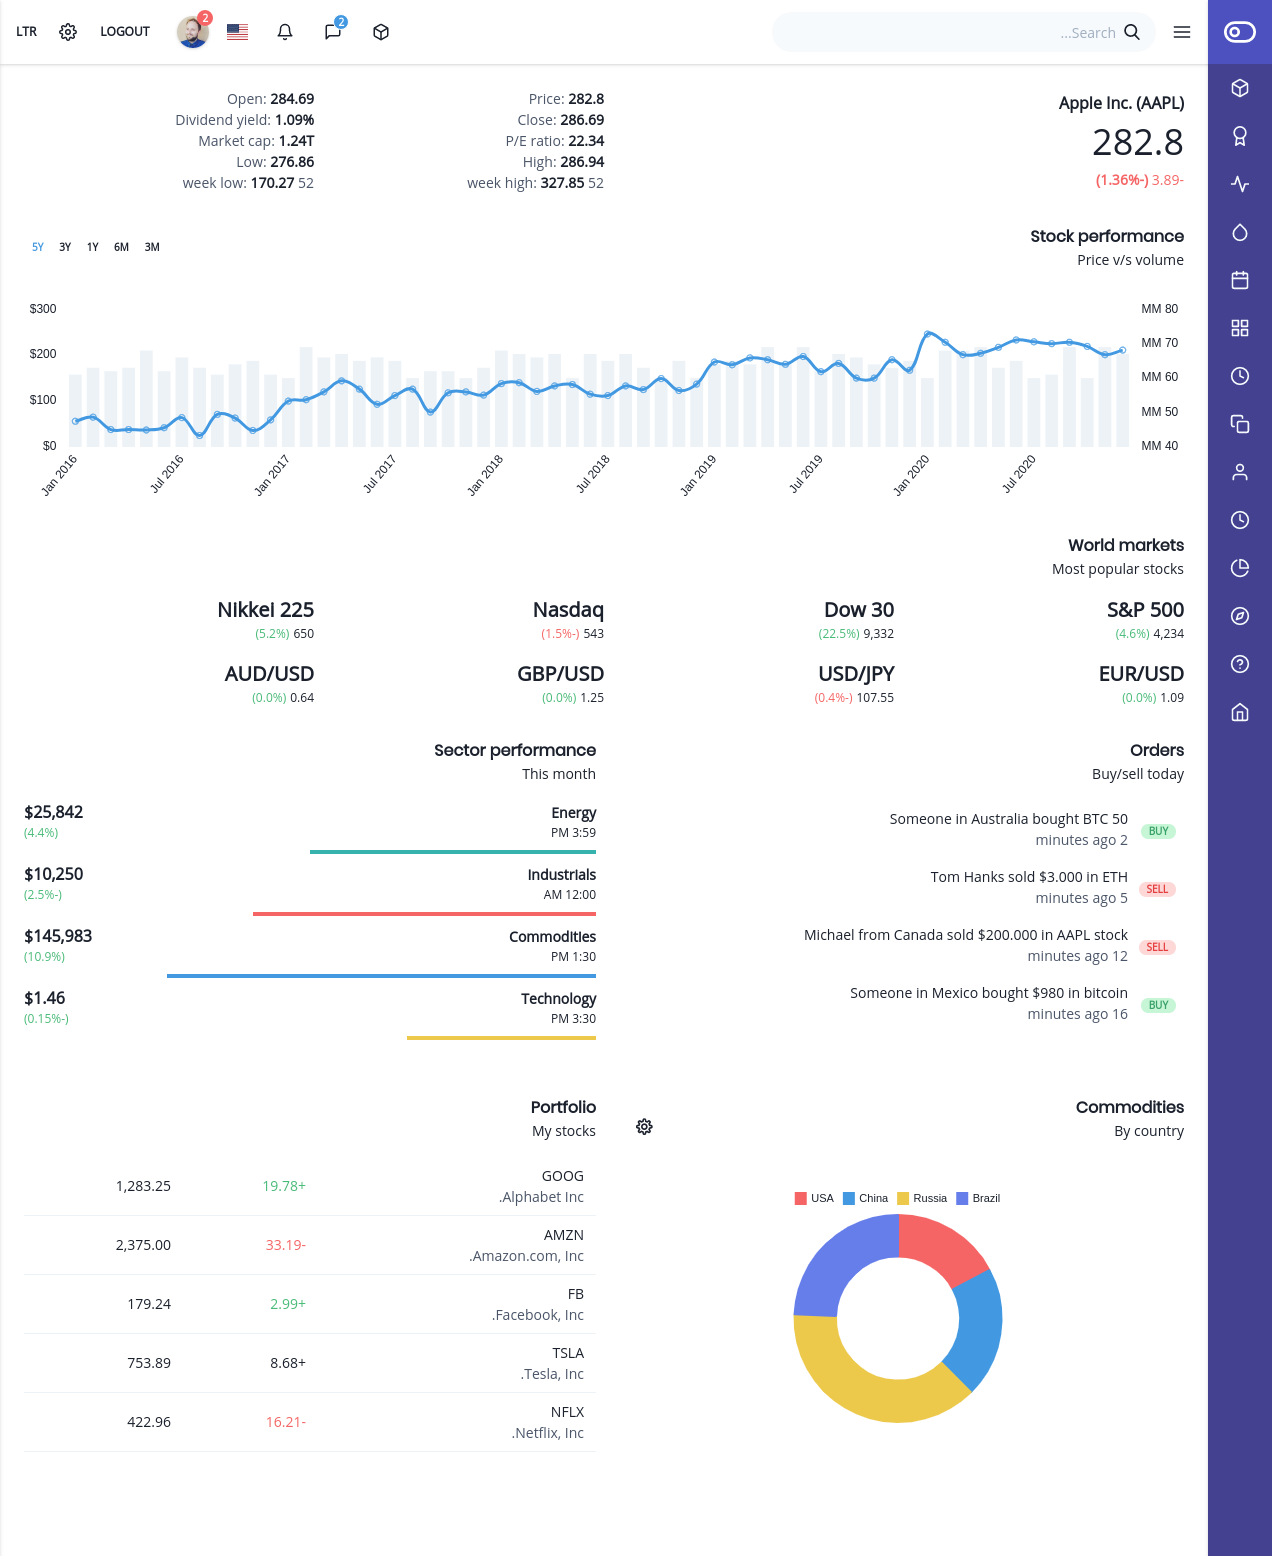 LTR
LOGOUT
2
2
Search...
Apple Inc. (AAPL)
282.8
(1.36%-) 3.89-
Price: 282.8
Close: 286.69
P/E ratio: 22.34
High: 286.94
week high: 327.85 52
Open: 284.69
Dividend yield: 1.09%
Market cap: 1.24T
Low: 276.86
week low: 170.27 52
Stock performance
Price v/s volume
5Y 3Y 1Y 6M 3M
$300
$200
$100
$0
MM 80
MM 70
MM 60
MM 50
MM 40
Jan 2016
Jul 2016
Jan 2017
Jul 2017
Jan 2018
Jul 2018
Jan 2019
Jul 2019
Jan 2020
Jul 2020
World markets
Most popular stocks
S&P 500
(4.6%) 4,234
Dow 30
(22.5%) 9,332
Nasdaq
(1.5%-) 543
Nikkei 225
(5.2%) 650
EUR/USD
(0.0%) 1.09
USD/JPY
(0.4%-) 107.55
GBP/USD
(0.0%) 1.25
AUD/USD
(0.0%) 0.64
Orders
Buy/sell today
Someone in Australia bought BTC 50
minutes ago 2
BUY
Tom Hanks sold $3.000 in ETH
minutes ago 5
SELL
Michael from Canada sold $200.000 in AAPL stock
minutes ago 12
SELL
Someone in Mexico bought $980 in bitcoin
minutes ago 16
BUY
Sector performance
This month
Energy
PM 3:59
$25,842
(4.4%)
Industrials
AM 12:00
$10,250
(2.5%-)
Commodities
PM 1:30
$145,983
(10.9%)
Technology
PM 3:30
$1.46
(0.15%-)
Commodities
By country
USA
China
Russia
Brazil
Portfolio
My stocks
GOOG
.Alphabet Inc
19.78+
1,283.25
AMZN
.Amazon.com, Inc
33.19-
2,375.00
FB
.Facebook, Inc
2.99+
179.24
TSLA
.Tesla, Inc
8.68+
753.89
NFLX
.Netflix, Inc
16.21-
422.96